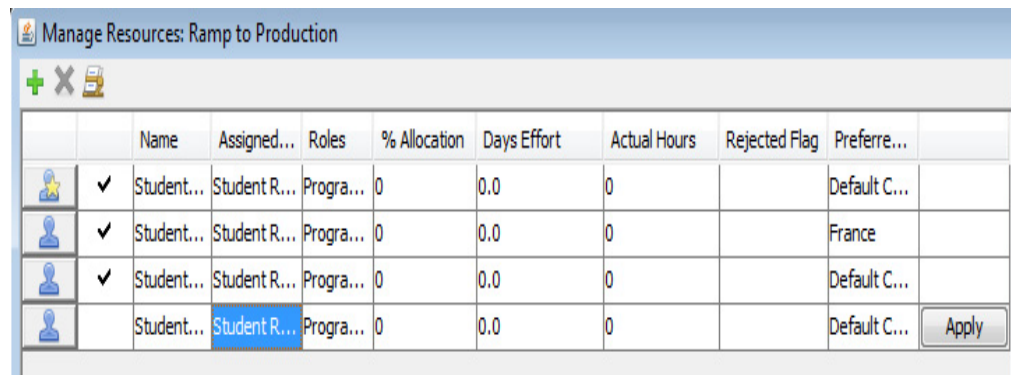 Manage Resources: Ramp to Production
Name Assigned... Roles % Allocation Days Effort Actual Hours Rejected Flag Preferre...
Student... Student R... Progra... 0 0.0 0 Default C...
Student... Student R... Progra... 0 0.0 0 France
Student... Student R... Progra... 0 0.0 0 Default C...
Student... Student R... Progra... 0 0.0 0 Default C... Apply